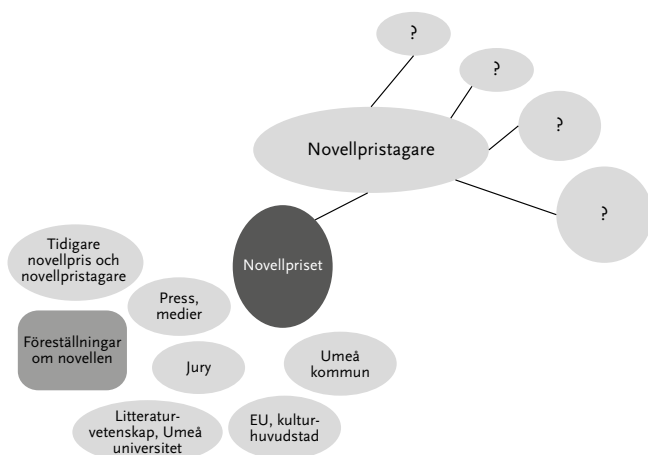 ?
?
?
Novellpristagare
?
Tidigare
novellpris och
novellpristagare
Novellpriset
Press,
medier
Föreställningar
om novellen
Jury
Umeå
kommun
Litteratur-
vetenskap, Umeå
universitet
EU, kultur-
huvudstad